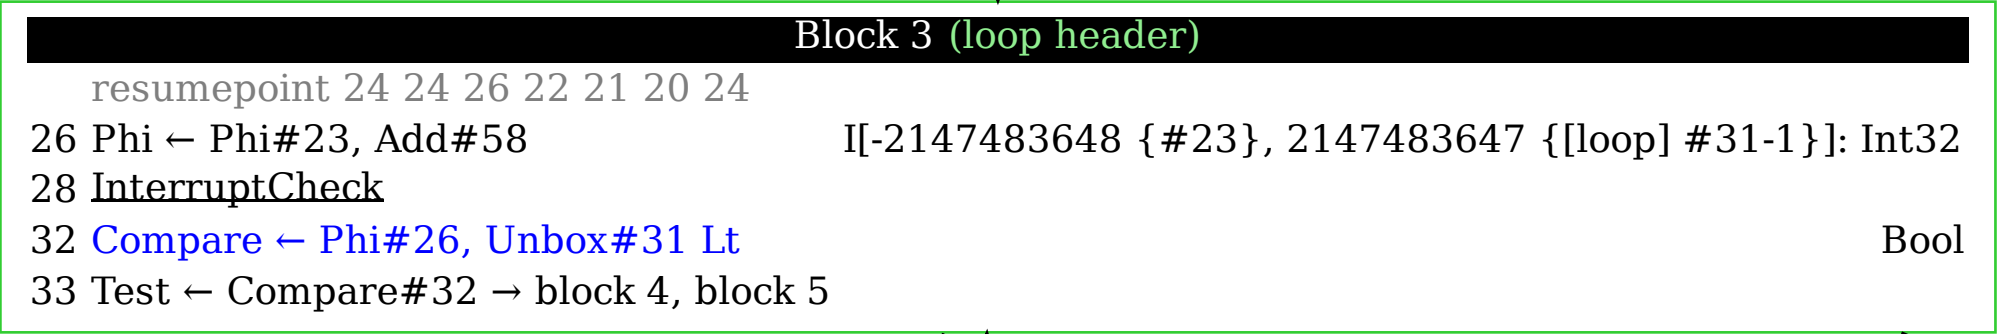 Block 3 (loop header)
resumepoint 24 24 26 22 21 20 24
26 Phi ← Phi#23, Add#58 I[-2147483648 {#23}, 2147483647 {[loop] #31-1}]: Int32
28 InterruptCheck
32 Compare ← Phi#26, Unbox#31 Lt Bool
33 Test ← Compare#32 → block 4, block 5